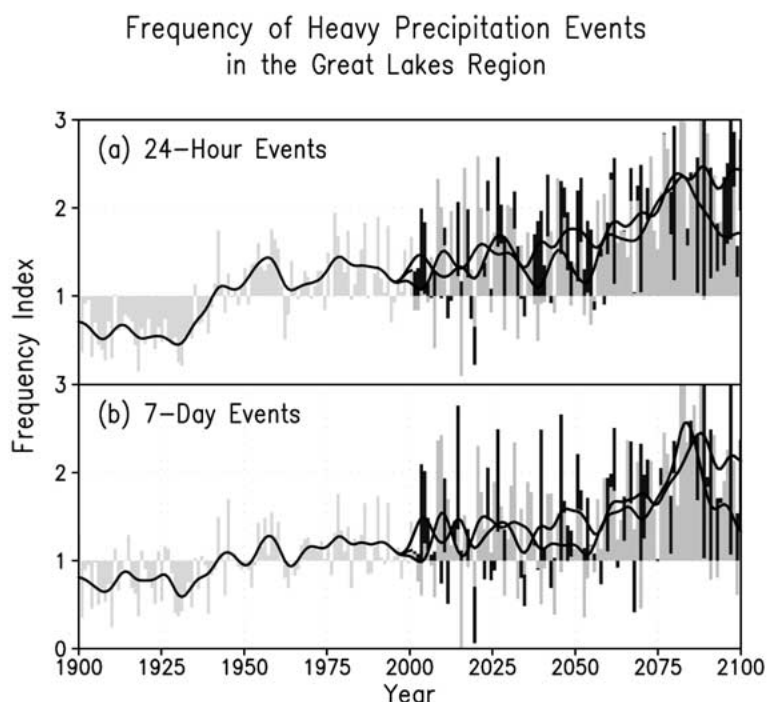 Frequency of Heavy Precipitation Events
in the Great Lakes Region
Frequency Index
3
(a) 24-Hour Events
2
1
3
(b) 7-Day Events
2
1
0
1900 1925 1950 1975 2000 2025 2050 2075 2100
Year